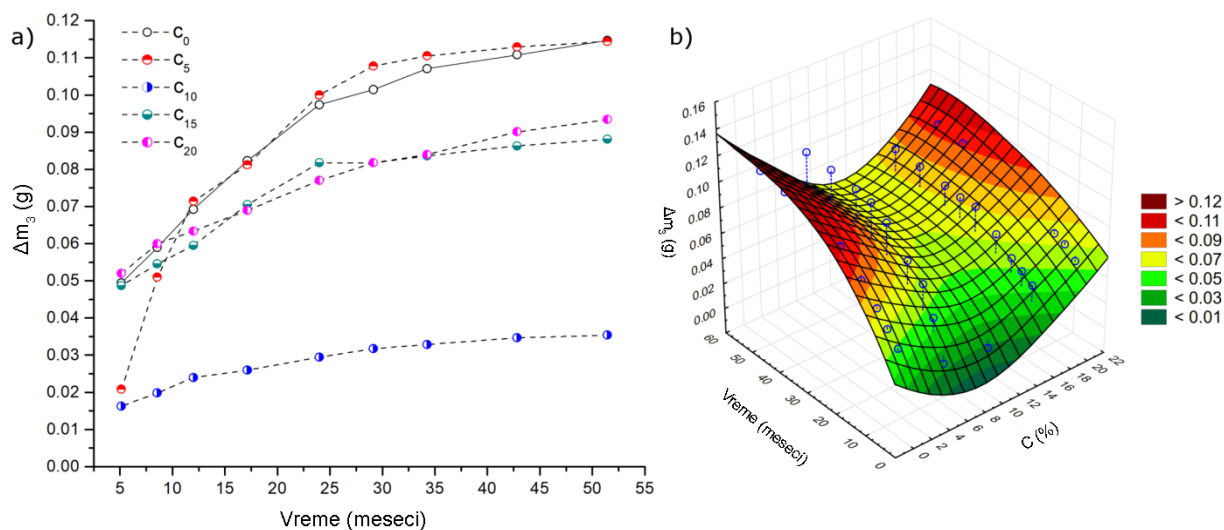 a)
C₀
C₅
C₁₀
C₁₅
C₂₀
Δm₃ (g)
0.12
0.11
0.10
0.09
0.08
0.07
0.06
0.05
0.04
0.03
0.02
0.01
0.00
5 10 15 20 25 30 35 40 45 50 55
Vreme (meseci)
b)
Δm₃ (g)
0.16
0.14
0.12
0.10
0.08
0.06
0.04
0.02
0.00
60 50 40 30 20 10 0
Vreme (meseci)
0 2 4 6 8 10 12 14 16 18 20 22
C (%)
> 0.12
< 0.11
< 0.09
< 0.07
< 0.05
< 0.03
< 0.01